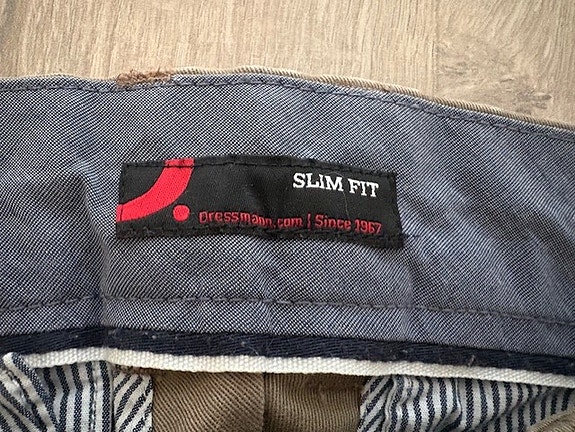 SLIM FIT
Dressmann.com | Since 1967